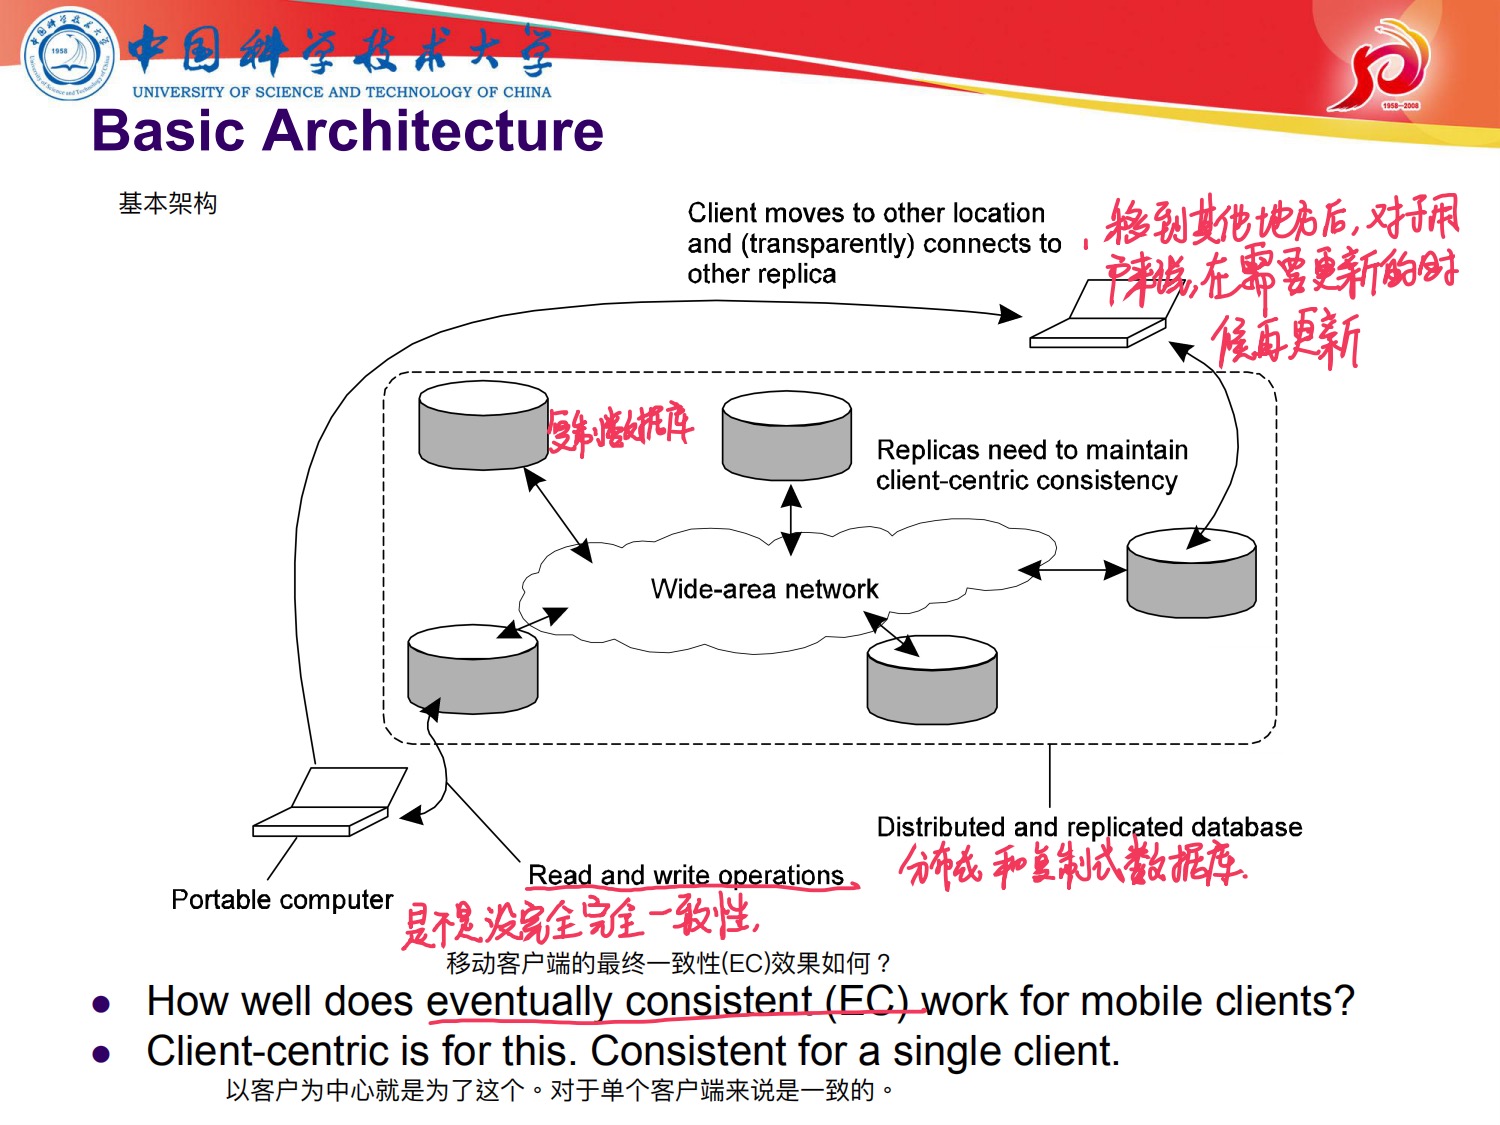 中国科学技术大学
UNIVERSITY OF SCIENCE AND TECHNOLOGY OF CHINA
1958
1958—2008
Basic Architecture
基本架构
Client moves to other location
and (transparently) connects to
other replica
移到其他地方后,对于用
户来说,在需要更新的时
候再更新
复制数据库
Replicas need to maintain
client-centric consistency
Wide-area network
Distributed and replicated database
分布式和复制式数据库.
Read and write operations
Portable computer
是不是没完全完全一致性,
移动客户端的最终一致性(EC)效果如何？
● How well does eventually consistent (EC) work for mobile clients?
● Client-centric is for this. Consistent for a single client.
以客户为中心就是为了这个。对于单个客户端来说是一致的。